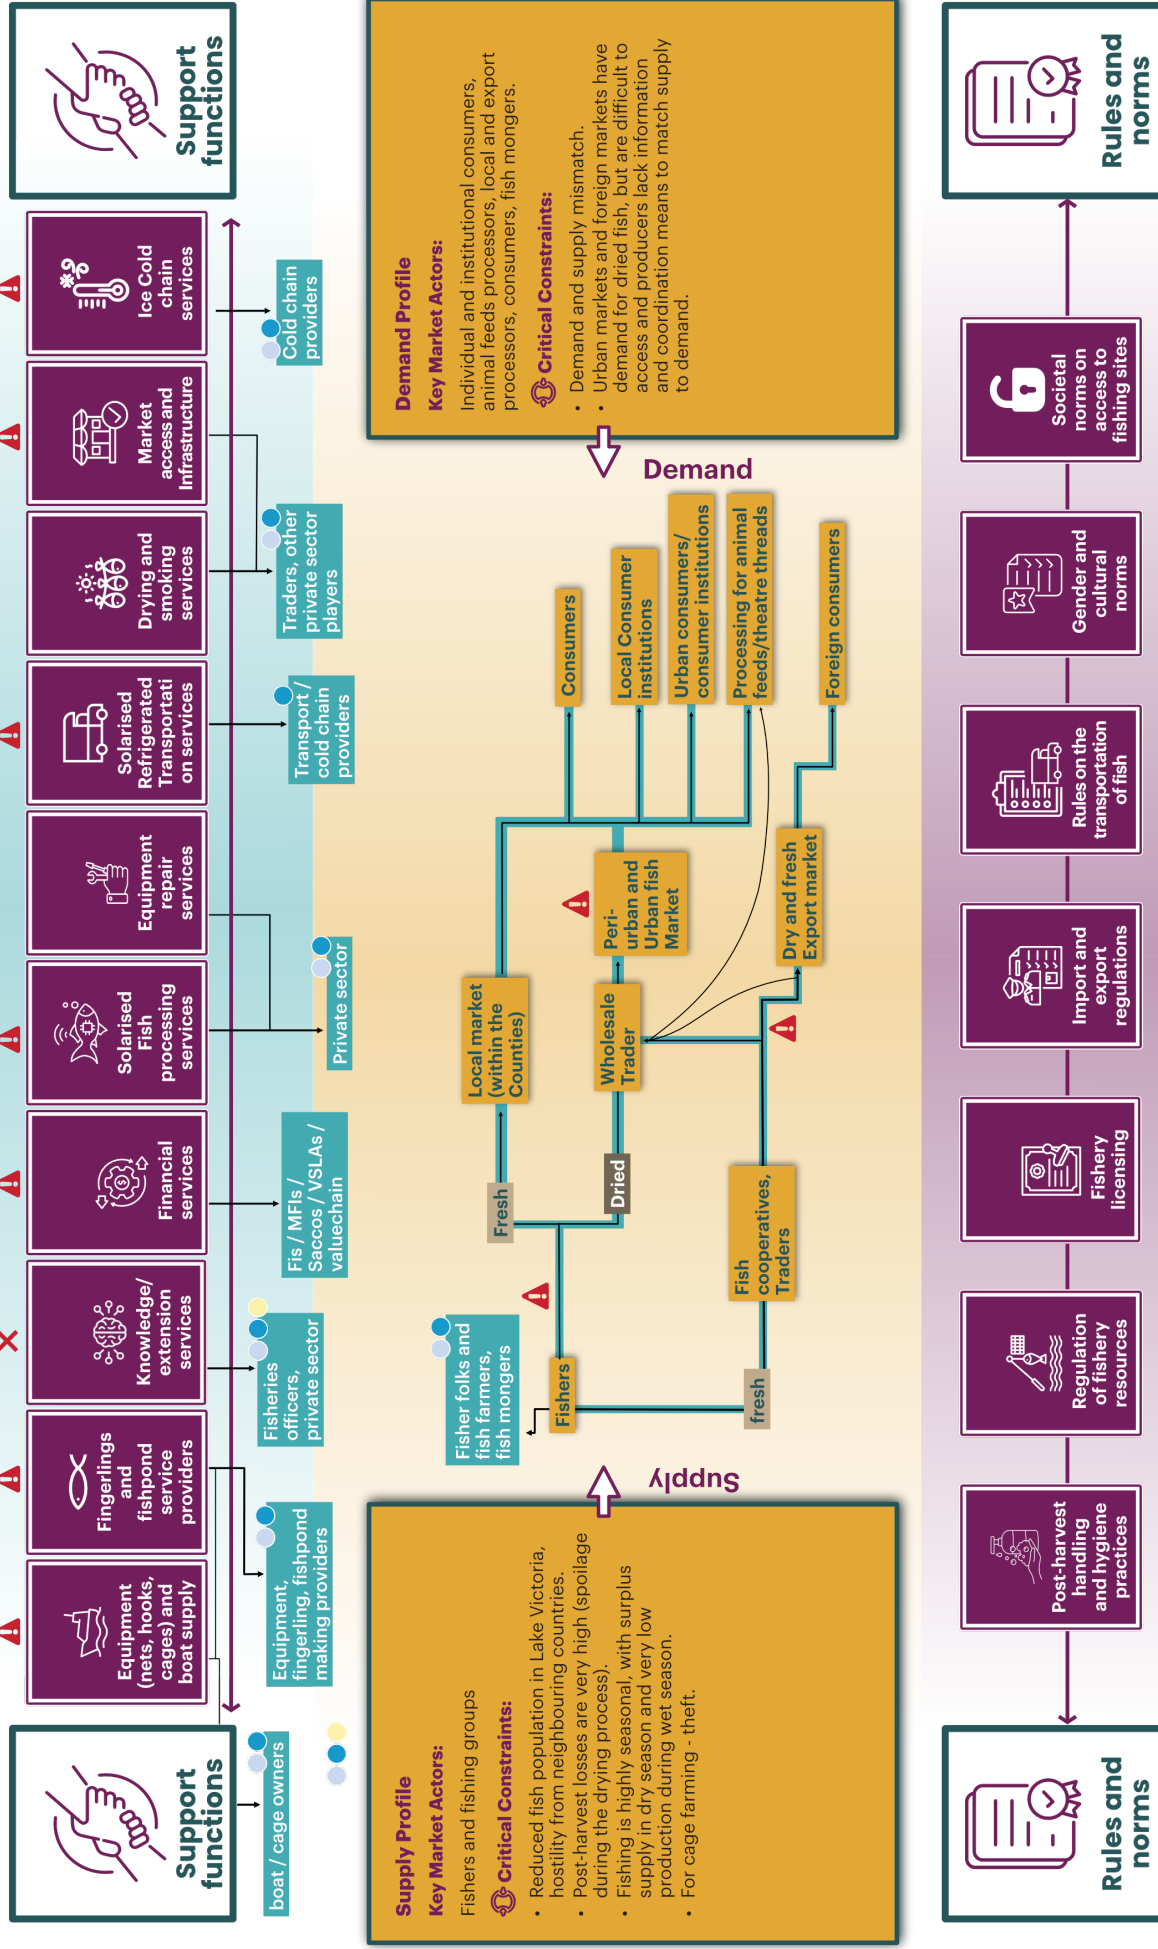 Support
functions
Equipment
(nets, hooks,
cages) and
boat supply
Fingerlings
and
fishpond
service
providers
Knowledge/
extension
services
Financial
services
Solarised
Fish
processing
services
Equipment
repair
services
Solarised
Refrigerated
Transportati
on services
Drying and
smoking
services
Market
access and
Infrastructure
Ice Cold
chain
services
Support
functions
boat / cage owners
Equipment,
fingerling, fishpond
making providers
Fisheries
officers,
private sector
Fis / MFIs /
Saccos / VSLAs /
valuechain
Private sector
Transport /
cold chain
providers
Traders, other
private sector
players
Cold chain
providers
Supply Profile
Key Market Actors:
Fishers and fishing groups
Critical Constraints:
• Reduced fish population in Lake Victoria,
hostility from neighbouring countries.
• Post-harvest losses are very high (spoilage
during the drying process).
• Fishing is highly seasonal, with surplus
supply in dry season and very low
production during wet season.
• For cage farming - theft.
Supply
Fisher folks and
fish farmers,
fish mongers
Fishers
Fresh
Dried
fresh
Fish
cooperatives,
Traders
Local market
(within the
Counties)
Wholesale
Trader
Peri-
urban and
Urban fish
Market
Dry and fresh
Export market
Consumers
Local Consumer
institutions
Urban consumers/
consumer institutions
Processing for animal
feeds/theatre threads
Foreign consumers
Demand
Demand Profile
Key Market Actors:
Individual and institutional consumers,
animal feeds processors, local and export
processors, consumers, fish mongers.
Critical Constraints:
• Demand and supply mismatch.
• Urban markets and foreign markets have
demand for dried fish, but are difficult to
access and producers lack information
and coordination means to match supply
to demand.
Rules and
norms
Post-harvest
handling
and hygiene
practices
Regulation
of fishery
resources
Fishery
licensing
Import and
export
regulations
Rules on the
transportation
of fish
Gender and
cultural
norms
Societal
norms on
access to
fishing sites
Rules and
norms